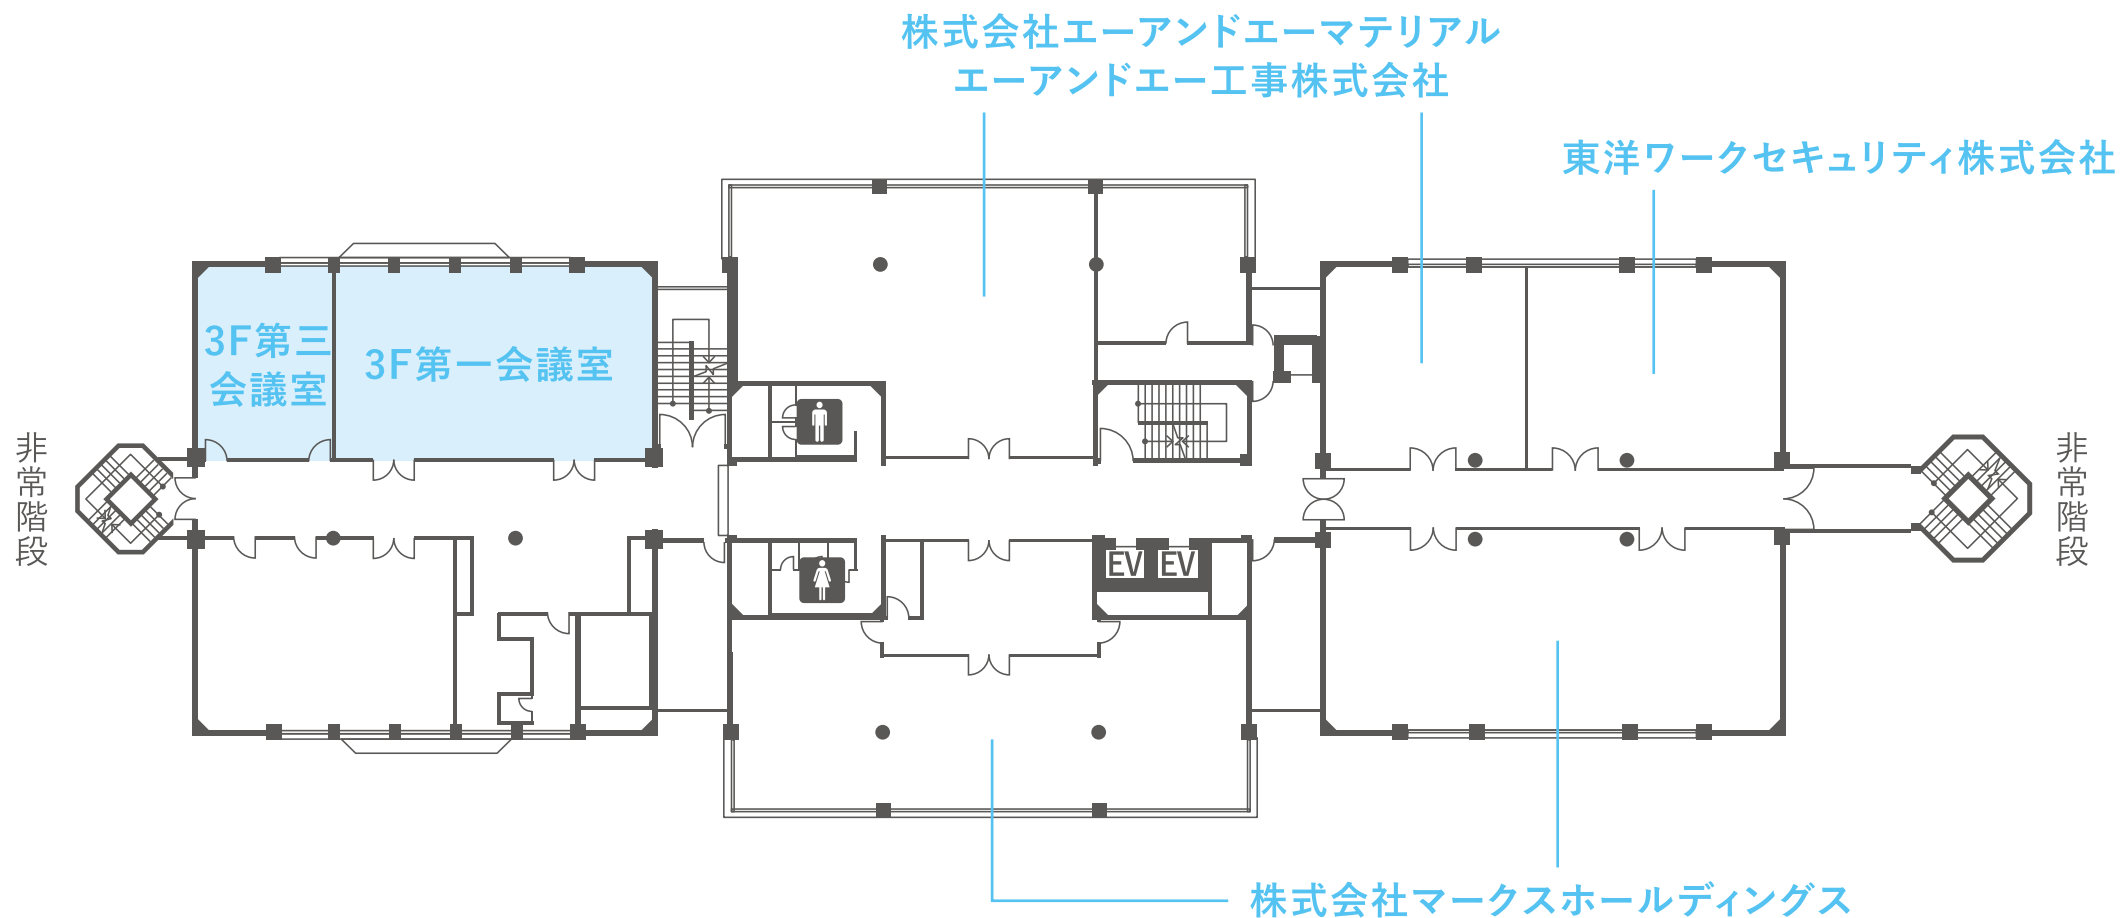 株式会社エーアンドエーマテリアル
エーアンドエー工事株式会社
東洋ワークセキュリティ株式会社
3F第三
会議室
3F第一会議室
非常階段
非常階段
EV
EV
株式会社マークスホールディングス